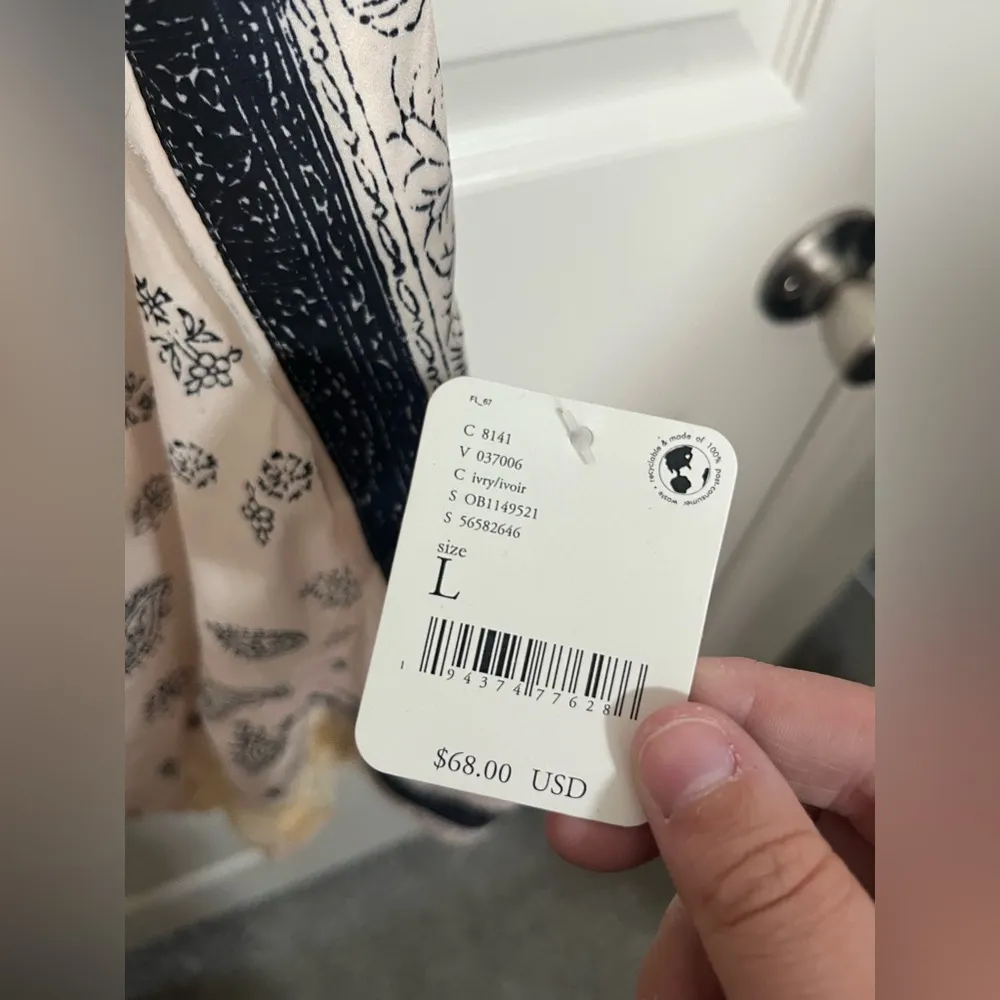 FL_67
C 8141
V 037006
C ivry/ivoir
S OB1149521
S 56582646
size
L
recyclable & made of 100% post-consumer waste •
1 94374 77628
$68.00 USD